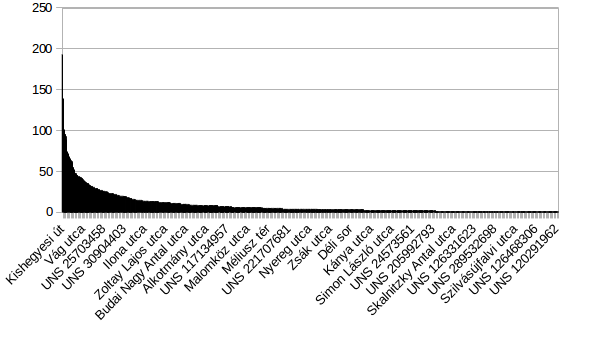 250
200
150
100
50
0
Kishegyesi út
Vág utca
UNS 25703458
UNS 30904403
Ilona utca
Zoltay Lajos utca
Budai Nagy Antal utca
Alkotmány utca
UNS 117134957
Malomköz utca
Méliusz tér
UNS 221707681
Nyereg utca
Zsák utca
Déli sor
Kánya utca
Simon László utca
UNS 24573561
UNS 205992793
Skalnitzky Antal utca
UNS 126331623
UNS 289532698
Szilvásújfalvi utca
UNS 126468306
UNS 120291962